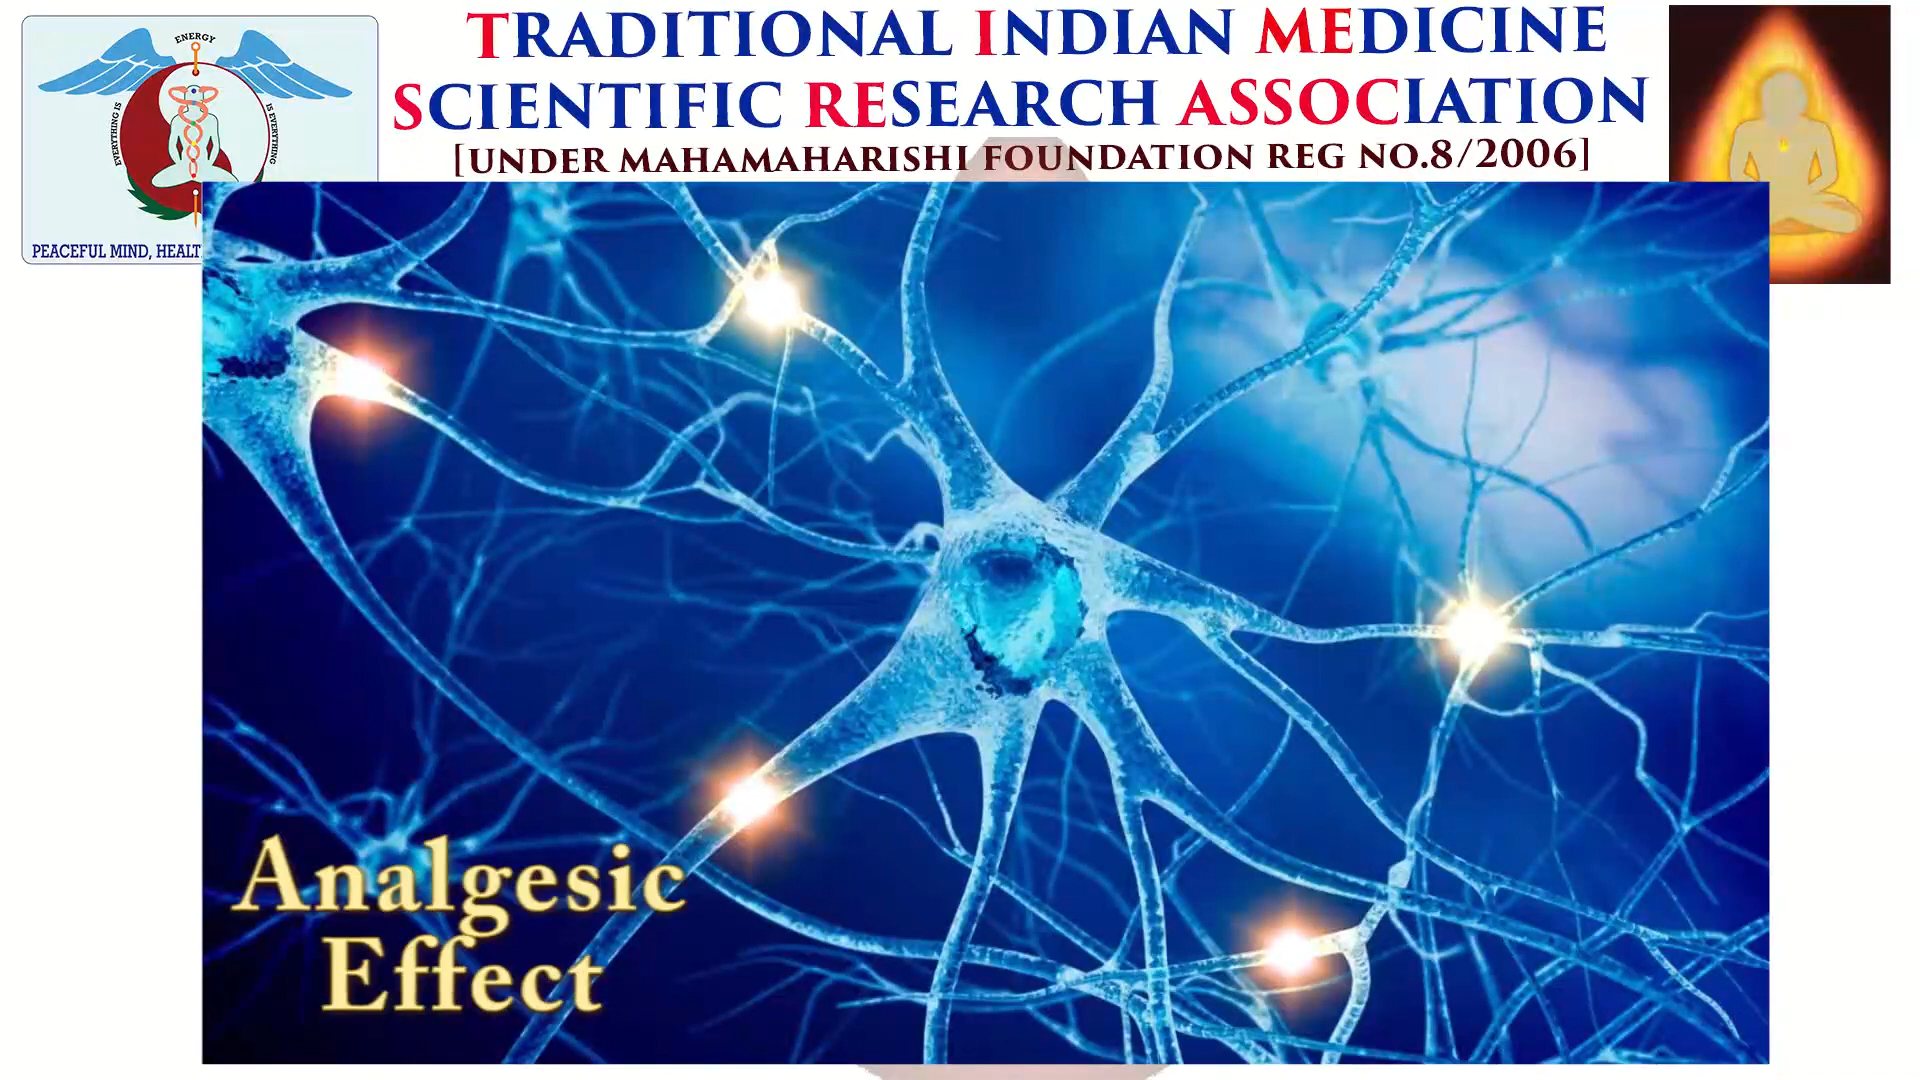 TRADITIONAL INDIAN MEDICINE
SCIENTIFIC RESEARCH ASSOCIATION
[UNDER MAHAMAHARISHI FOUNDATION REG NO.8/2006]
ENERGY
EVERYTHING IS
IS EVERYTHING
PEACEFUL MIND,
Analgesic
Effect